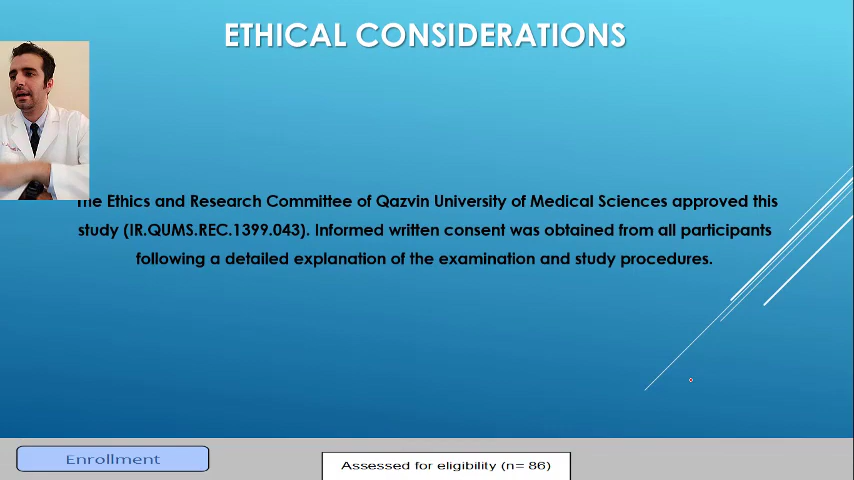 ETHICAL CONSIDERATIONS
The Ethics and Research Committee of Qazvin University of Medical Sciences approved this
study (IR.QUMS.REC.1399.043). Informed written consent was obtained from all participants
following a detailed explanation of the examination and study procedures.
Enrollment
Assessed for eligibility (n= 86)